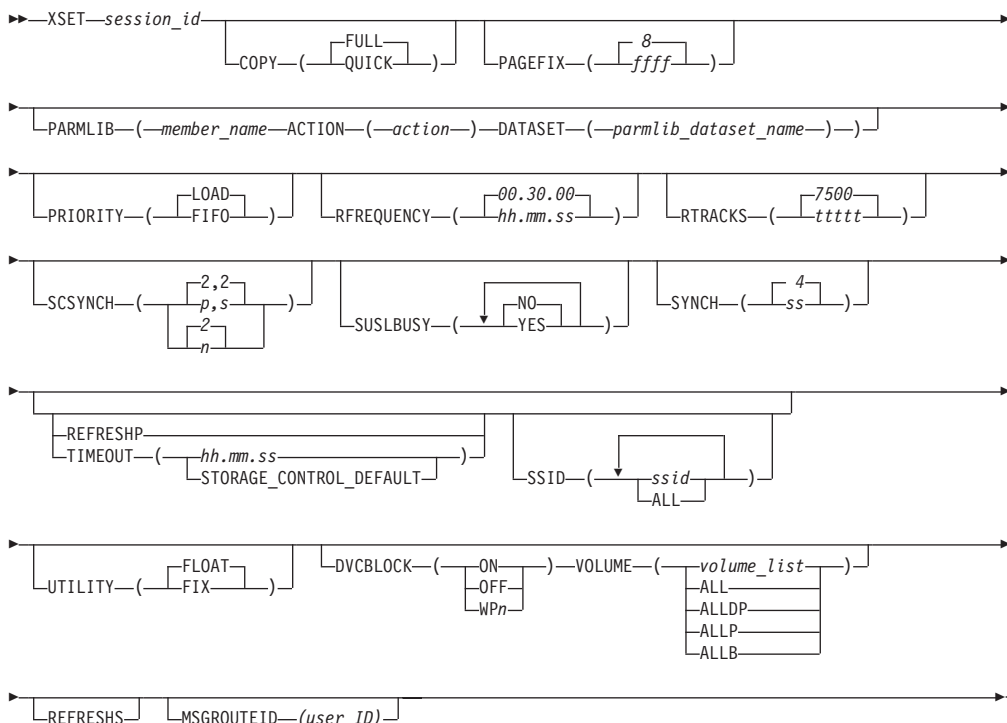 XSET session_id
COPY ( FULL QUICK ) PAGEFIX ( 8 ffff )
PARMLIB ( member_name ACTION ( action ) DATASET ( parmlib_dataset_name ) )
PRIORITY ( LOAD FIFO ) RFREQUENCY ( 00.30.00 hh.mm.ss ) RTRACKS ( 7500 ttttt )
SCSYNCH ( 2,2 p,s 2 n ) SUSLBUSY ( NO YES ) SYNCH ( 4 ss )
REFRESHP
TIMEOUT ( hh.mm.ss STORAGE_CONTROL_DEFAULT ) SSID ( ssid ALL )
UTILITY ( FLOAT FIX ) DVCBLOCK ( ON OFF WPn ) VOLUME ( volume_list ALL ALLDP ALLP ALLB )
REFRESHS MSGROUTEID (user ID)